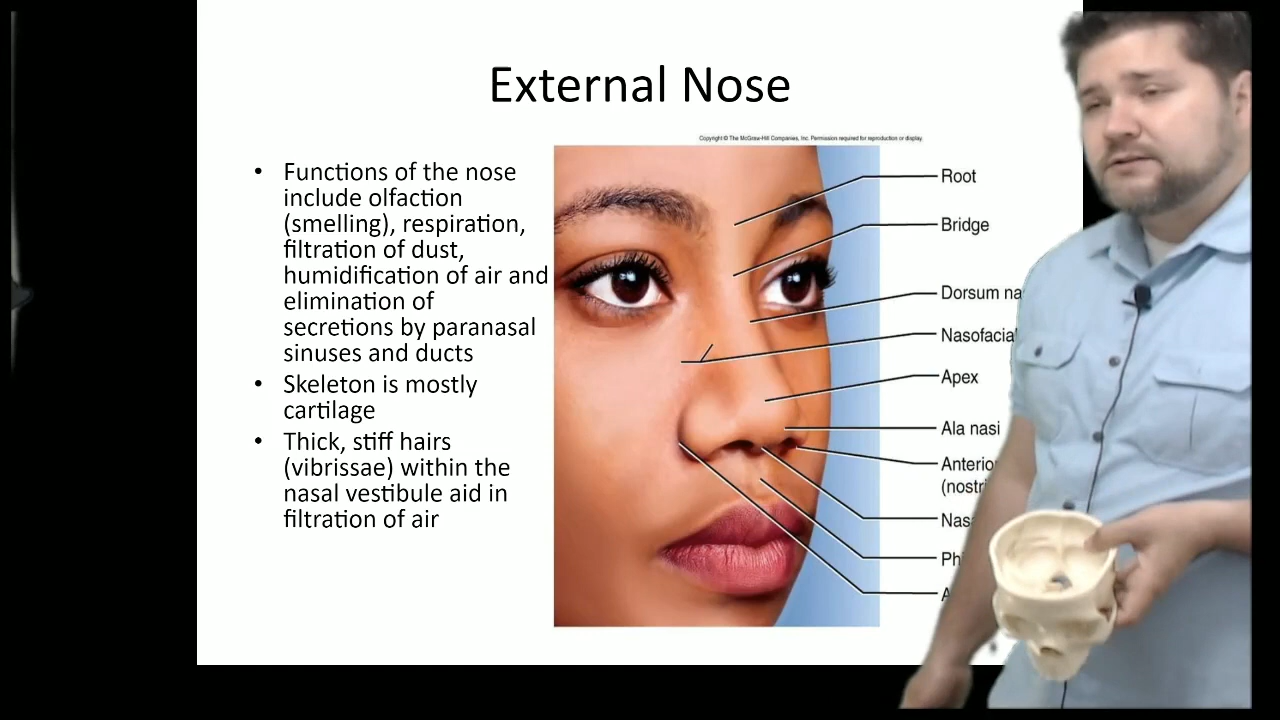 External Nose
Copyright © The McGraw-Hill Companies, Inc. Permission required for reproduction or display.
• Functions of the nose
include olfaction
(smelling), respiration,
filtration of dust,
humidification of air and
elimination of
secretions by paranasal
sinuses and ducts
• Skeleton is mostly
cartilage
• Thick, stiff hairs
(vibrissae) within the
nasal vestibule aid in
filtration of air
Root
Bridge
Dorsum
Nasofacial
Apex
Ala nasi